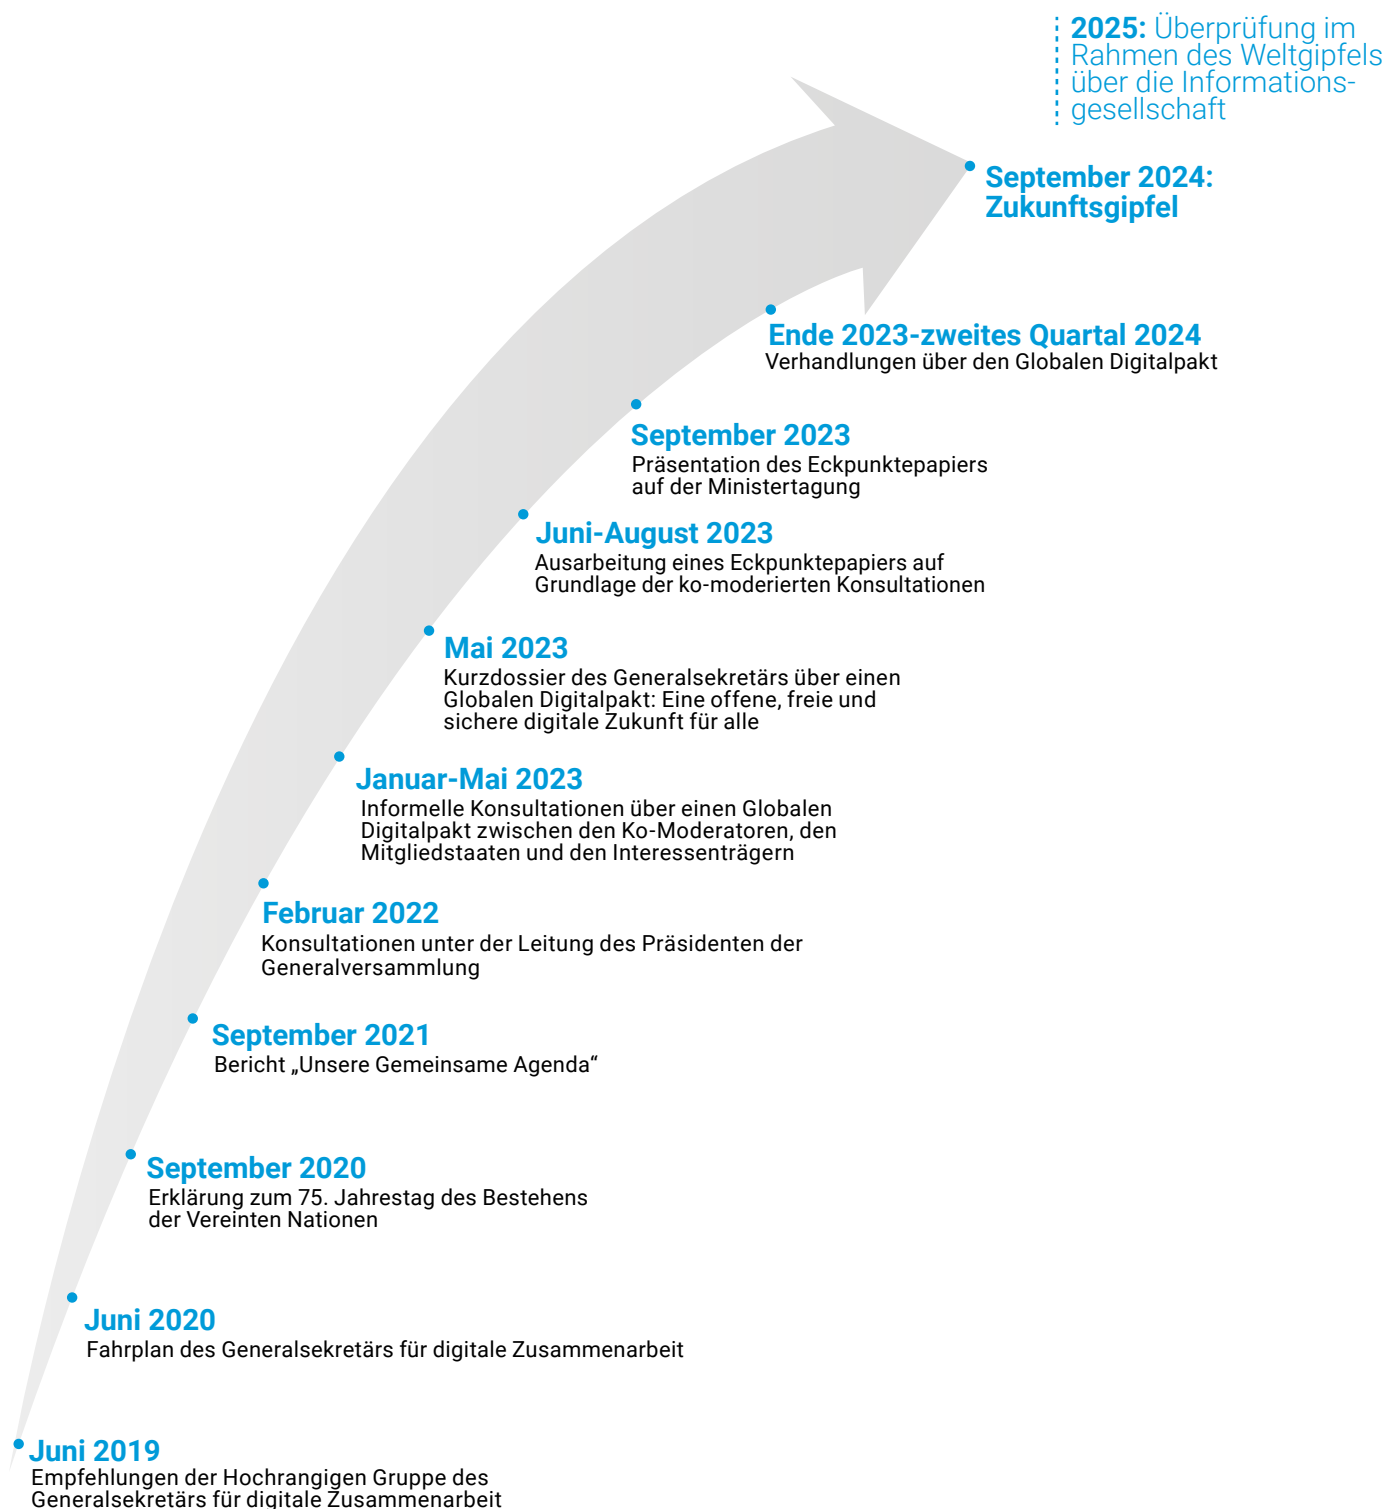 2025: Überprüfung im
Rahmen des Weltgipfels
über die Informations-
gesellschaft
September 2024:
Zukunftsgipfel
Ende 2023-zweites Quartal 2024
Verhandlungen über den Globalen Digitalpakt
September 2023
Präsentation des Eckpunktepapiers
auf der Ministertagung
Juni-August 2023
Ausarbeitung eines Eckpunktepapiers auf
Grundlage der ko-moderierten Konsultationen
Mai 2023
Kurzdossier des Generalsekretärs über einen
Globalen Digitalpakt: Eine offene, freie und
sichere digitale Zukunft für alle
Januar-Mai 2023
Informelle Konsultationen über einen Globalen
Digitalpakt zwischen den Ko-Moderatoren, den
Mitgliedstaaten und den Interessenträgern
Februar 2022
Konsultationen unter der Leitung des Präsidenten der
Generalversammlung
September 2021
Bericht „Unsere Gemeinsame Agenda“
September 2020
Erklärung zum 75. Jahrestag des Bestehens
der Vereinten Nationen
Juni 2020
Fahrplan des Generalsekretärs für digitale Zusammenarbeit
Juni 2019
Empfehlungen der Hochrangigen Gruppe des
Generalsekretärs für digitale Zusammenarbeit